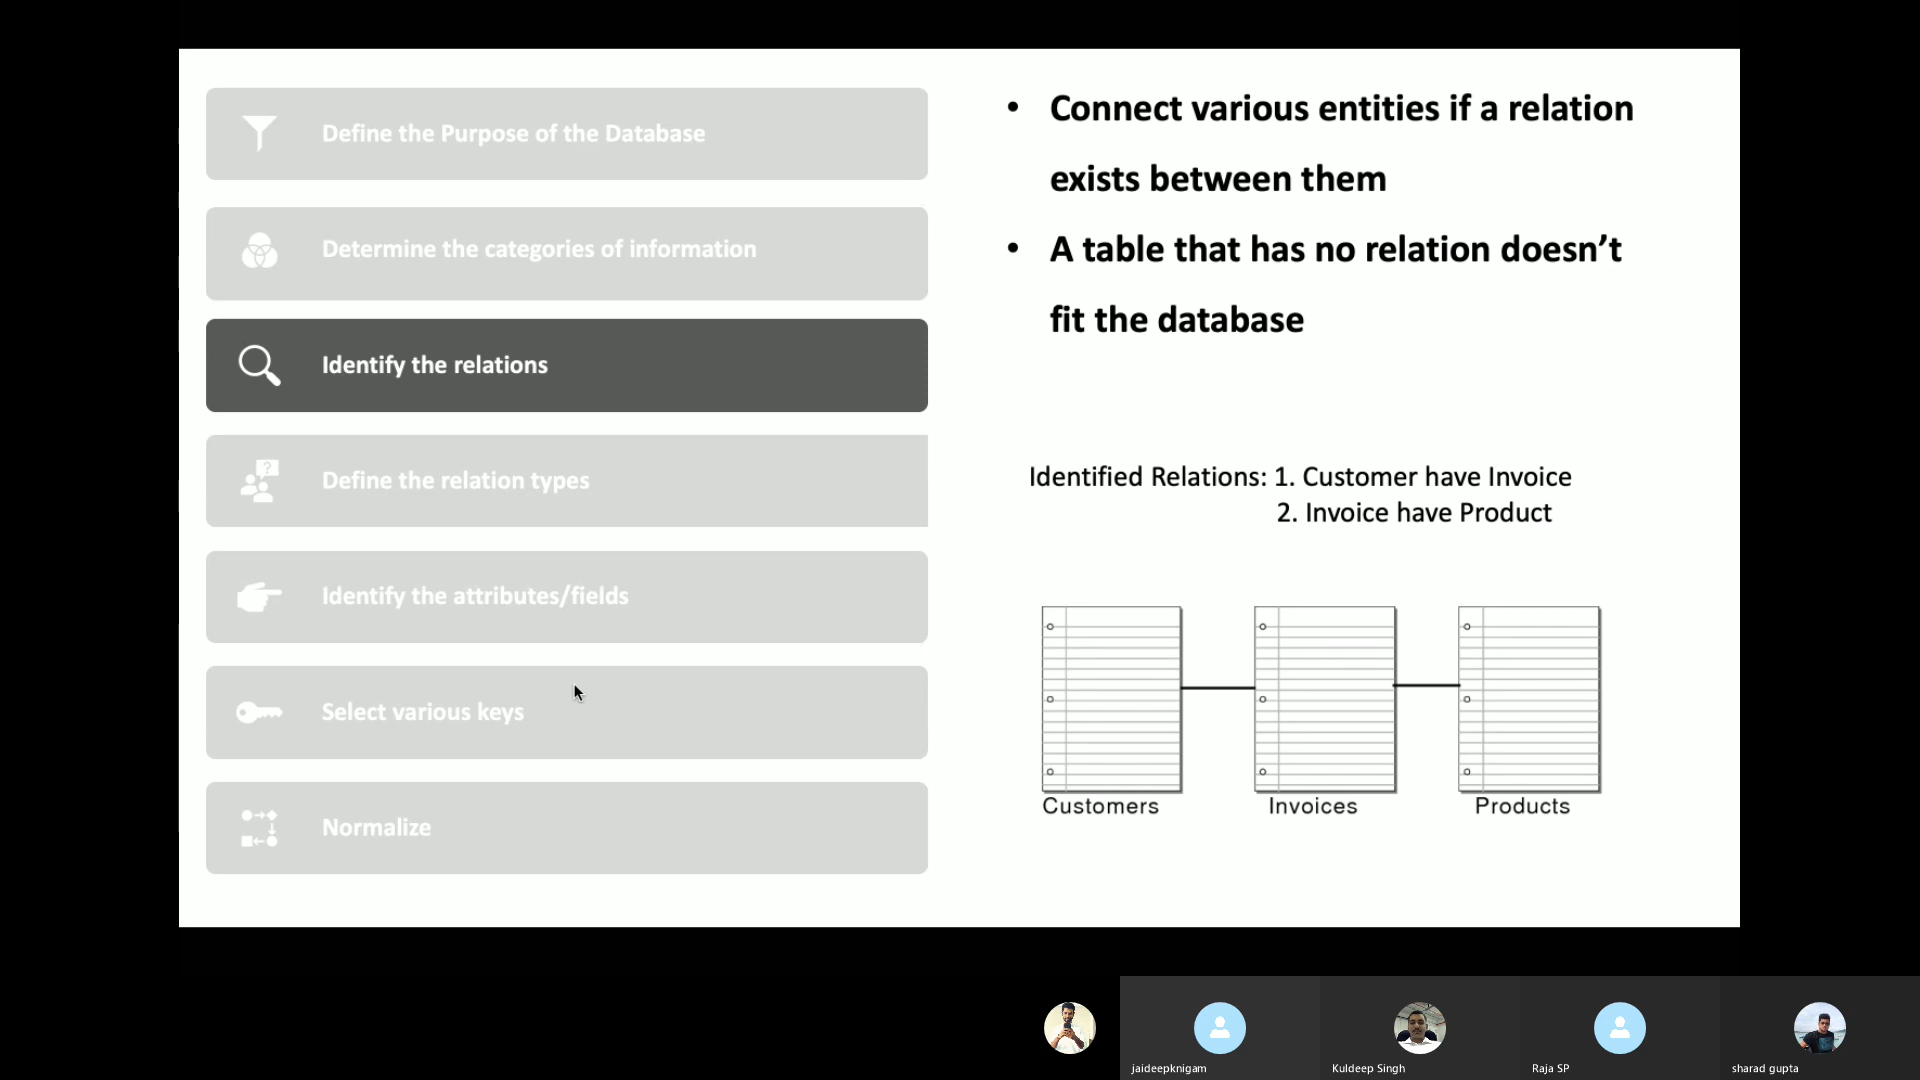 Define the Purpose of the Database
Determine the categories of information
Identify the relations
Define the relation types
Identify the attributes/fields
Select various keys
Normalize
• Connect various entities if a relation
exists between them
• A table that has no relation doesn’t
fit the database
Identified Relations: 1. Customer have Invoice
2. Invoice have Product
Customers
Invoices
Products
?
jaideepknigam
Kuldeep Singh
Raja SP
sharad gupta